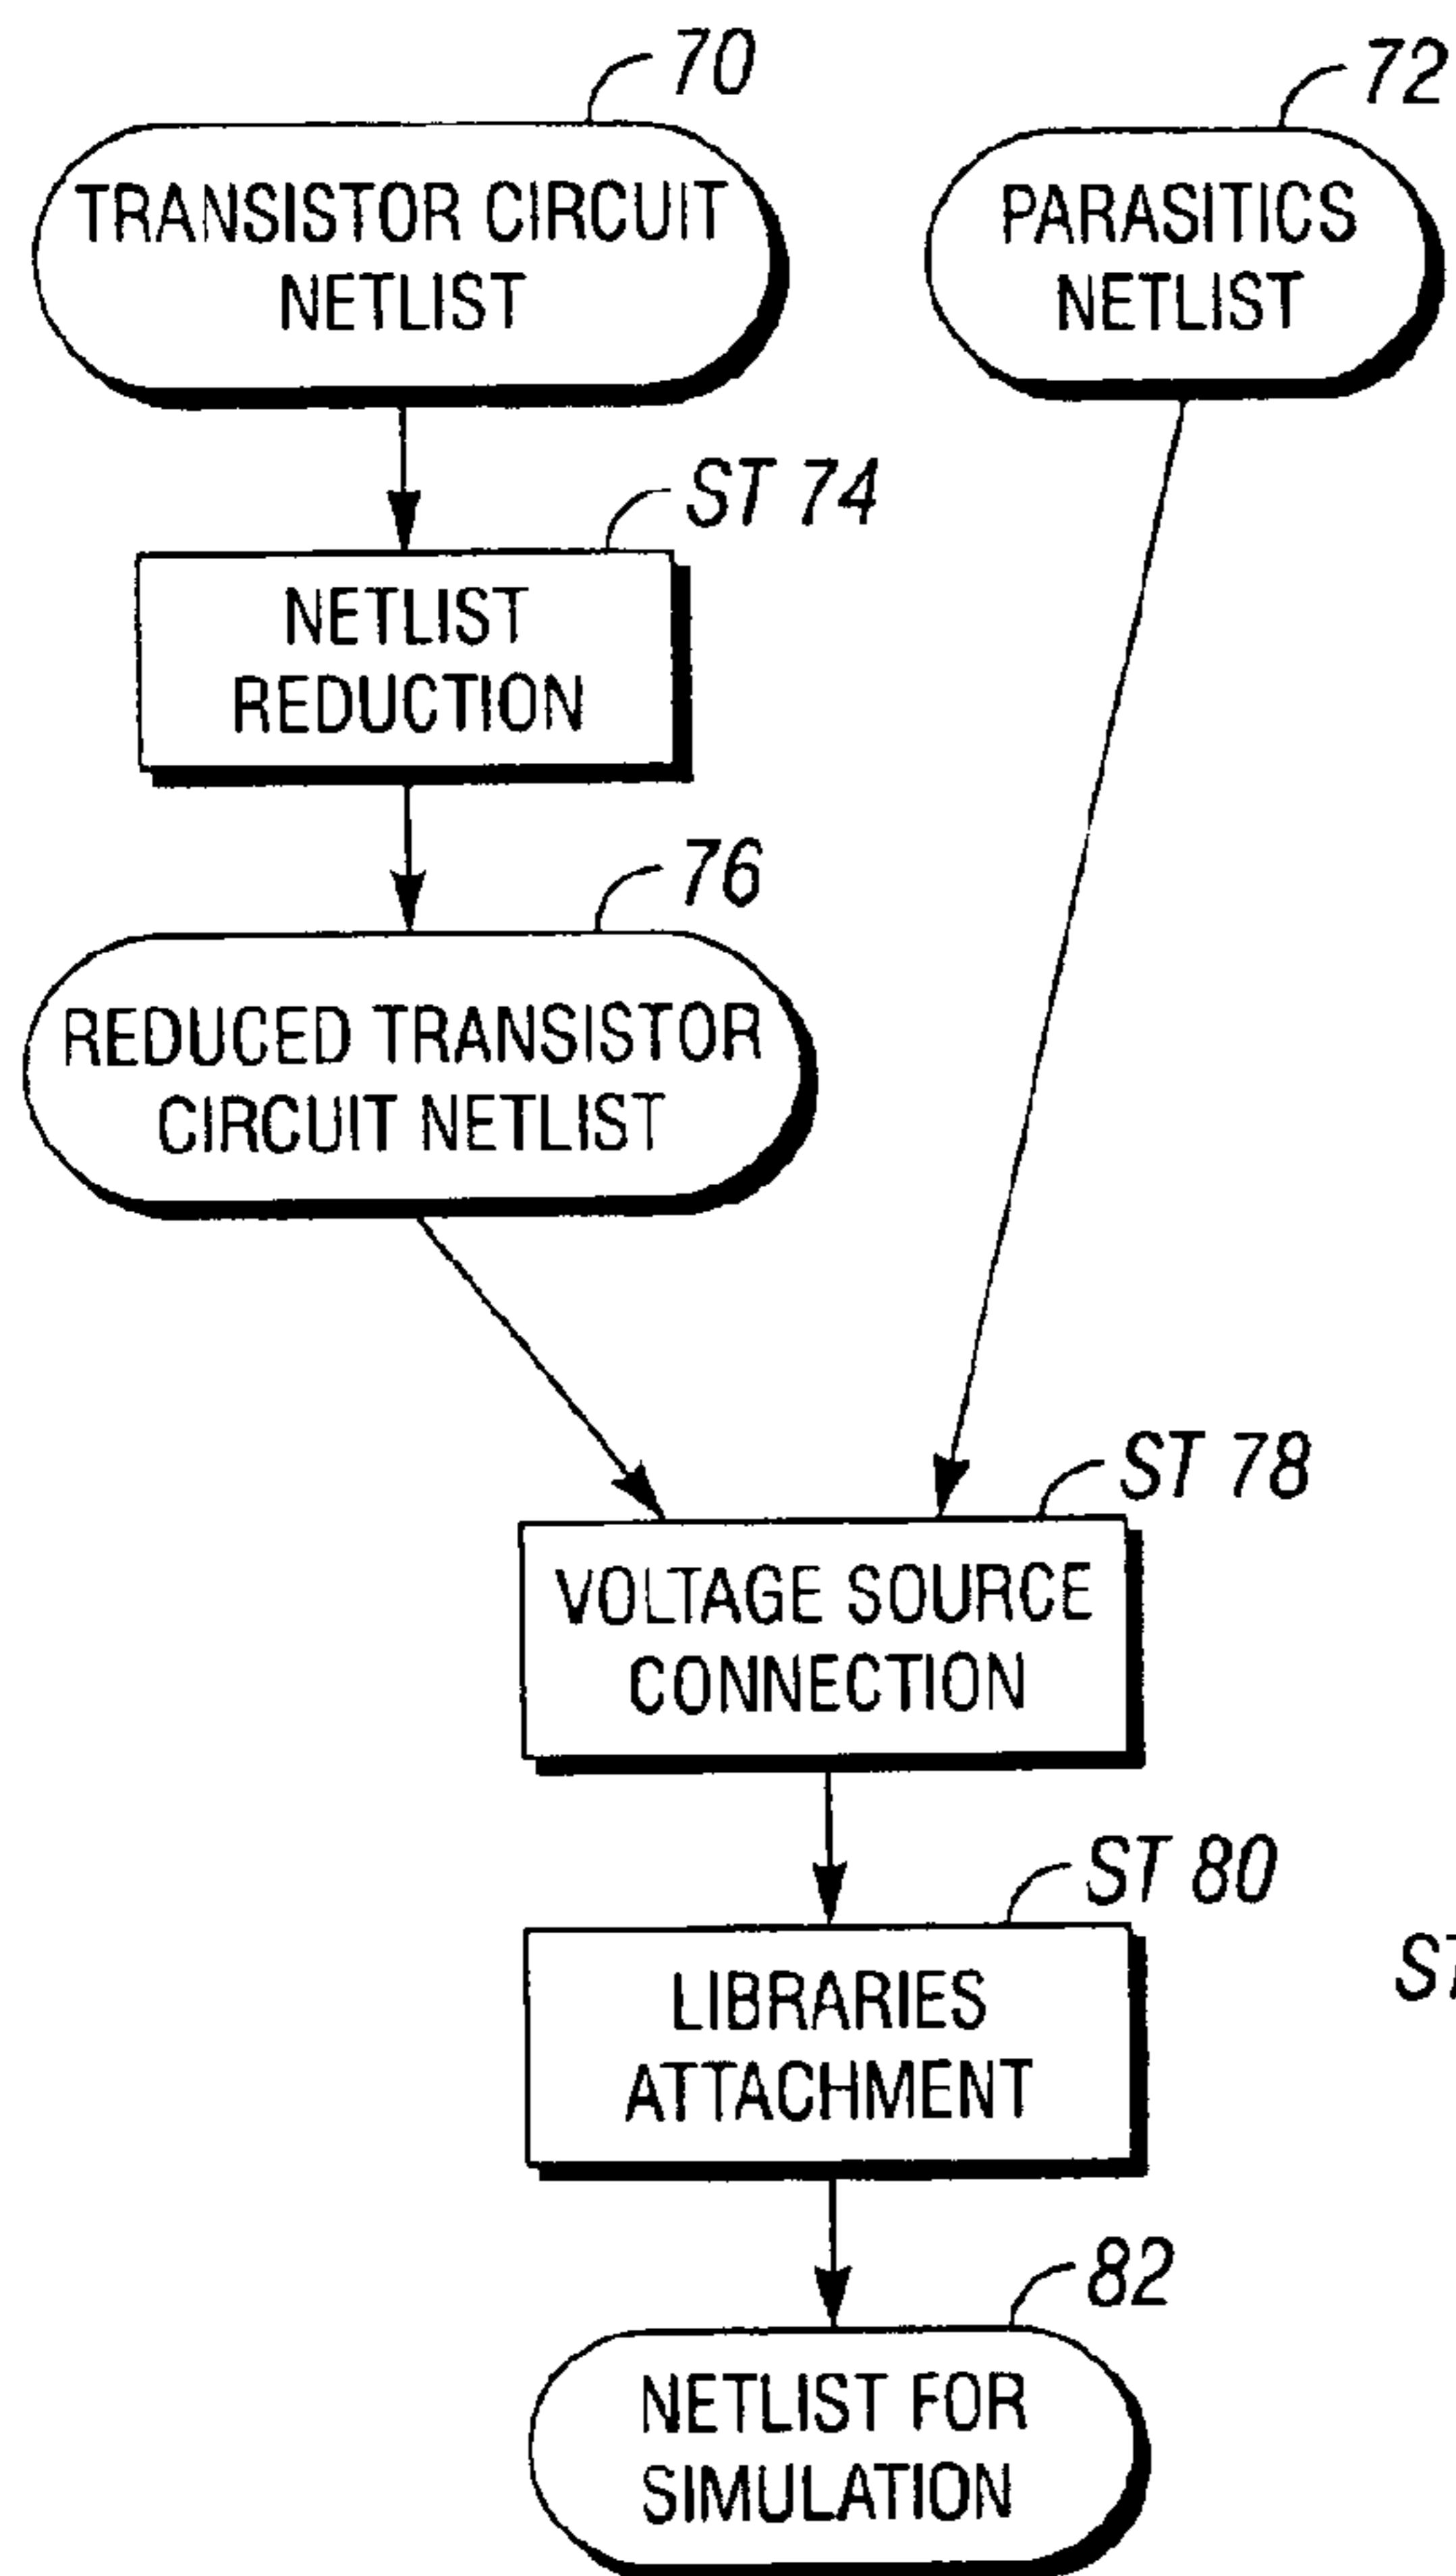 70
72
TRANSISTOR CIRCUIT
NETLIST
PARASITICS
NETLIST
ST 74
NETLIST
REDUCTION
76
REDUCED TRANSISTOR
CIRCUIT NETLIST
ST 78
VOLTAGE SOURCE
CONNECTION
ST 80
LIBRARIES
ATTACHMENT
ST
82
NETLIST FOR
SIMULATION